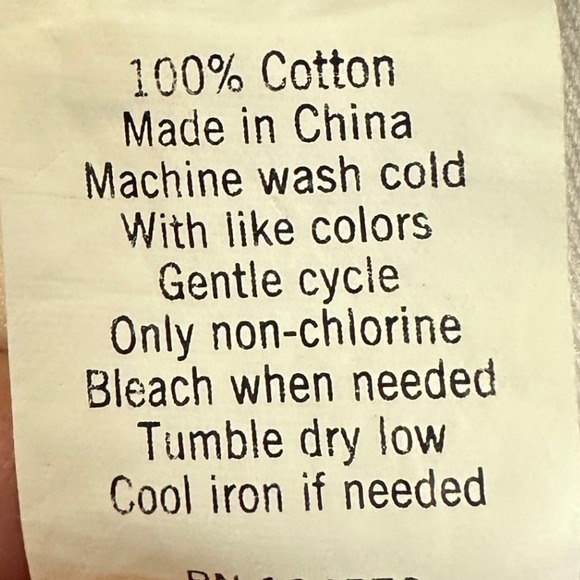 100% Cotton
Made in China
Machine wash cold
With like colors
Gentle cycle
Only non-chlorine
Bleach when needed
Tumble dry low
Cool iron if needed